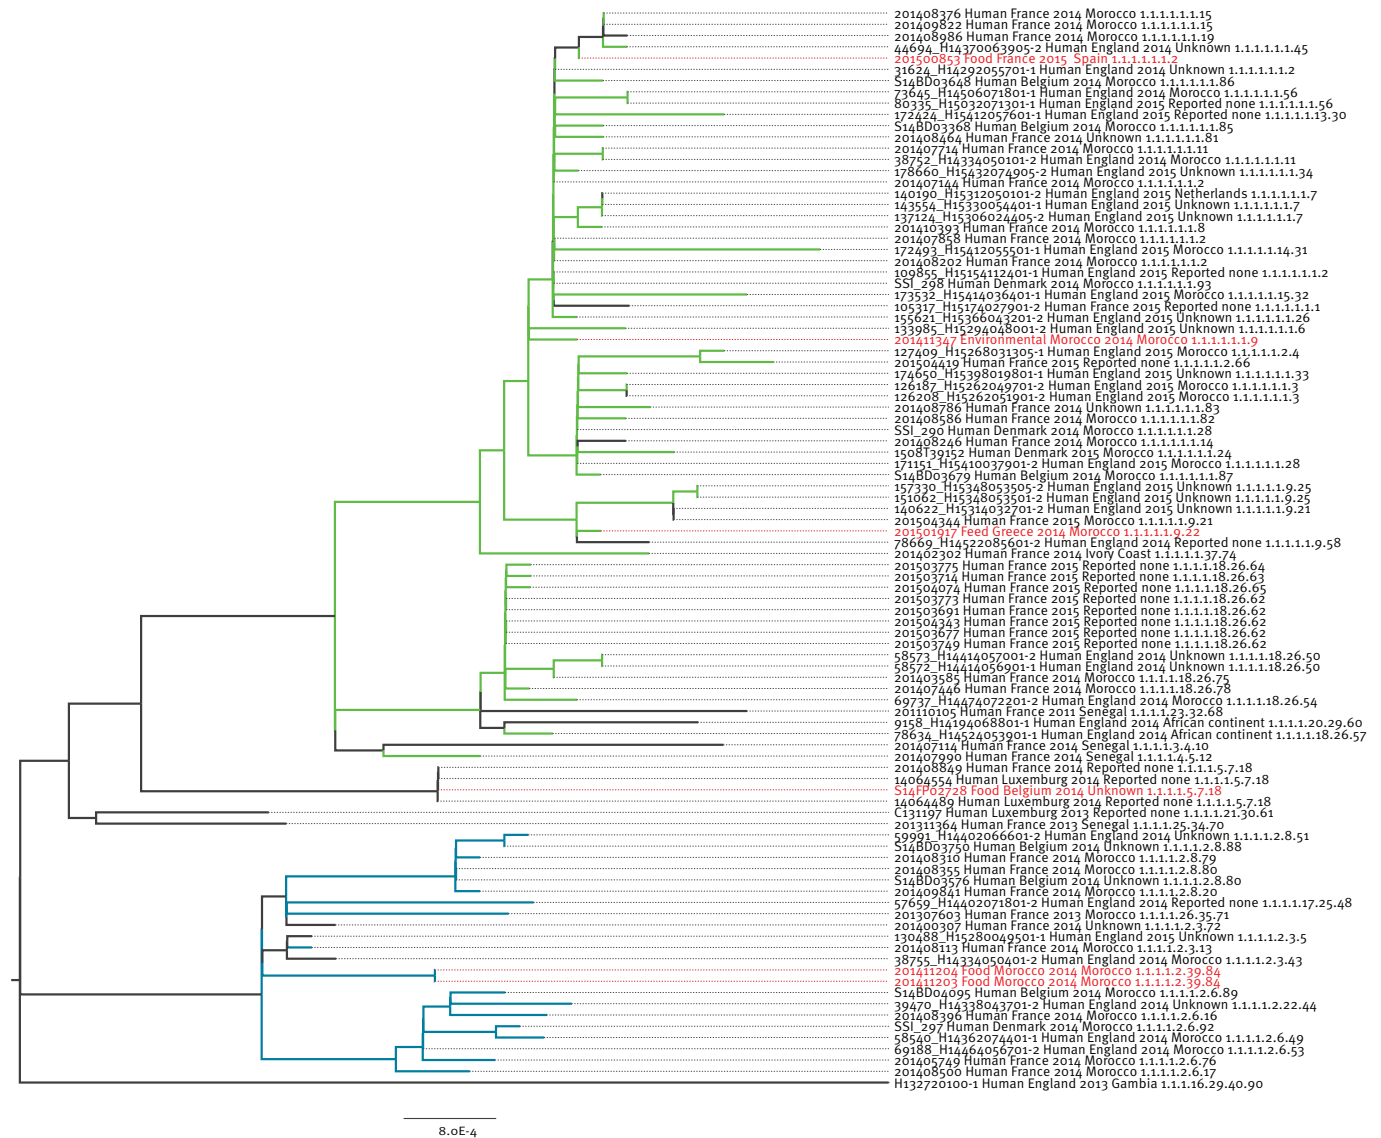 201408376 Human France 2014 Morocco 1.1.1.1.1.1.15
201409822 Human France 2014 Morocco 1.1.1.1.1.1.15
201408986 Human France 2014 Morocco 1.1.1.1.1.1.19
44694_H14370063905-2 Human England 2014 Unknown 1.1.1.1.1.1.45
201500853 Food France 2015 Spain 1.1.1.1.1.1.2
31624_H14292055701-1 Human England 2014 Unknown 1.1.1.1.1.1.2
S14BD03648 Human Belgium 2014 Morocco 1.1.1.1.1.1.86
73645_H14506071801-1 Human England 2014 Morocco 1.1.1.1.1.1.56
80335_H15032071301-1 Human England 2015 Reported none 1.1.1.1.1.1.56
172424_H15412057601-1 Human England 2015 Reported none 1.1.1.1.1.13.30
S14BD03368 Human Belgium 2014 Morocco 1.1.1.1.1.1.85
201408464 Human France 2014 Unknown 1.1.1.1.1.1.81
201407714 Human France 2014 Morocco 1.1.1.1.1.1.11
38752_H14334050101-2 Human England 2014 Morocco 1.1.1.1.1.1.11
178660_H15432074905-2 Human England 2015 Unknown 1.1.1.1.1.1.34
201407144 Human France 2014 Morocco 1.1.1.1.1.1.2
140190_H15312050101-2 Human England 2015 Netherlands 1.1.1.1.1.1.7
143554_H15330054401-1 Human England 2015 Unknown 1.1.1.1.1.1.7
137124_H15306024405-2 Human England 2015 Unknown 1.1.1.1.1.1.7
201410393 Human France 2014 Morocco 1.1.1.1.1.1.8
201407858 Human France 2014 Morocco 1.1.1.1.1.1.2
172493_H15412055501-1 Human England 2015 Morocco 1.1.1.1.1.14.31
201408202 Human France 2014 Morocco 1.1.1.1.1.1.2
109855_H15154112401-1 Human England 2015 Reported none 1.1.1.1.1.1.2
SSI_298 Human Denmark 2014 Morocco 1.1.1.1.1.1.93
173532_H15414036401-1 Human England 2015 Morocco 1.1.1.1.1.15.32
105317_H15174027901-2 Human France 2015 Reported none 1.1.1.1.1.1.1
155621_H15366043201-2 Human England 2015 Unknown 1.1.1.1.1.1.26
133985_H15294048001-2 Human England 2015 Unknown 1.1.1.1.1.1.6
201411347 Environmental Morocco 2014 Morocco 1.1.1.1.1.1.9
127409_H15268031305-1 Human England 2015 Morocco 1.1.1.1.1.2.4
201504419 Human France 2015 Reported none 1.1.1.1.1.2.66
174650_H15398019801-1 Human England 2015 Unknown 1.1.1.1.1.1.33
126187_H15262049701-2 Human England 2015 Morocco 1.1.1.1.1.1.3
126208_H15262051901-2 Human England 2015 Morocco 1.1.1.1.1.1.3
201408786 Human France 2014 Unknown 1.1.1.1.1.1.83
201408586 Human France 2014 Morocco 1.1.1.1.1.1.82
SSI_290 Human Denmark 2014 Morocco 1.1.1.1.1.1.28
201408246 Human France 2014 Morocco 1.1.1.1.1.1.14
1508T39152 Human Denmark 2015 Morocco 1.1.1.1.1.1.24
171151_H15410037901-2 Human England 2015 Morocco 1.1.1.1.1.1.28
S14BD03679 Human Belgium 2014 Morocco 1.1.1.1.1.1.87
157330_H15348053505-2 Human England 2015 Unknown 1.1.1.1.1.9.25
151062_H15348053501-2 Human England 2015 Unknown 1.1.1.1.1.9.25
140622_H15314032701-2 Human England 2015 Unknown 1.1.1.1.1.9.21
201504344 Human France 2015 Morocco 1.1.1.1.1.9.21
201501917 Feed Greece 2014 Morocco 1.1.1.1.1.9.22
78669_H14522085601-2 Human England 2014 Reported none 1.1.1.1.1.9.58
201402302 Human France 2014 Ivory Coast 1.1.1.1.1.37.74
201503775 Human France 2015 Reported none 1.1.1.1.18.26.64
201503714 Human France 2015 Reported none 1.1.1.1.18.26.63
201504074 Human France 2015 Reported none 1.1.1.1.18.26.65
201503773 Human France 2015 Reported none 1.1.1.1.18.26.62
201503691 Human France 2015 Reported none 1.1.1.1.18.26.62
201504343 Human France 2015 Reported none 1.1.1.1.18.26.62
201503677 Human France 2015 Reported none 1.1.1.1.18.26.62
201503749 Human France 2015 Reported none 1.1.1.1.18.26.62
58573_H14414057001-2 Human England 2014 Unknown 1.1.1.1.18.26.50
58572_H14414056901-1 Human England 2014 Unknown 1.1.1.1.18.26.50
201403585 Human France 2014 Morocco 1.1.1.1.18.26.75
201407446 Human France 2014 Morocco 1.1.1.1.18.26.78
69737_H14474072201-2 Human England 2014 Morocco 1.1.1.1.18.26.54
201110105 Human France 2011 Senegal 1.1.1.1.23.32.68
9158_H14194068801-1 Human England 2014 African continent 1.1.1.1.20.29.60
78634_H14524053901-1 Human England 2014 African continent 1.1.1.1.18.26.57
201407114 Human France 2014 Senegal 1.1.1.1.3.4.10
201407990 Human France 2014 Senegal 1.1.1.1.4.5.12
201408849 Human France 2014 Reported none 1.1.1.1.5.7.18
14064554 Human Luxemburg 2014 Reported none 1.1.1.1.5.7.18
S14FP02728 Food Belgium 2014 Unknown 1.1.1.1.5.7.18
14064489 Human Luxemburg 2014 Reported none 1.1.1.1.5.7.18
C131197 Human Luxemburg 2013 Reported none 1.1.1.1.21.30.61
201311364 Human France 2013 Senegal 1.1.1.1.25.34.70
59991_H14402066601-2 Human England 2014 Unknown 1.1.1.1.2.8.51
S14BD03750 Human Belgium 2014 Unknown 1.1.1.1.2.8.88
201408310 Human France 2014 Morocco 1.1.1.1.2.8.79
201408355 Human France 2014 Morocco 1.1.1.1.2.8.80
S14BD03576 Human Belgium 2014 Unknown 1.1.1.1.2.8.80
201409841 Human France 2014 Morocco 1.1.1.1.2.8.20
57659_H14402071801-2 Human England 2014 Reported none 1.1.1.1.17.25.48
201307603 Human France 2013 Morocco 1.1.1.1.26.35.71
201400307 Human France 2014 Unknown 1.1.1.1.2.3.72
130488_H15280049501-1 Human England 2015 Unknown 1.1.1.1.2.3.5
201408113 Human France 2014 Morocco 1.1.1.1.2.3.13
38755_H14334050401-2 Human England 2014 Morocco 1.1.1.1.2.3.43
201411204 Food Morocco 2014 Morocco 1.1.1.1.2.39.84
201411203 Food Morocco 2014 Morocco 1.1.1.1.2.39.84
S14BD04095 Human Belgium 2014 Morocco 1.1.1.1.2.6.89
39470_H14338043701-2 Human England 2014 Unknown 1.1.1.1.2.22.44
201408396 Human France 2014 Morocco 1.1.1.1.2.6.16
SSI_297 Human Denmark 2014 Morocco 1.1.1.1.2.6.92
58540_H14362074401-1 Human England 2014 Morocco 1.1.1.1.2.6.49
69188_H14464056701-2 Human England 2014 Morocco 1.1.1.1.2.6.53
201405749 Human France 2014 Morocco 1.1.1.1.2.6.76
201408500 Human France 2014 Morocco 1.1.1.1.2.6.17
H132720100-1 Human England 2013 Gambia 1.1.1.16.29.40.90
8.0E-4